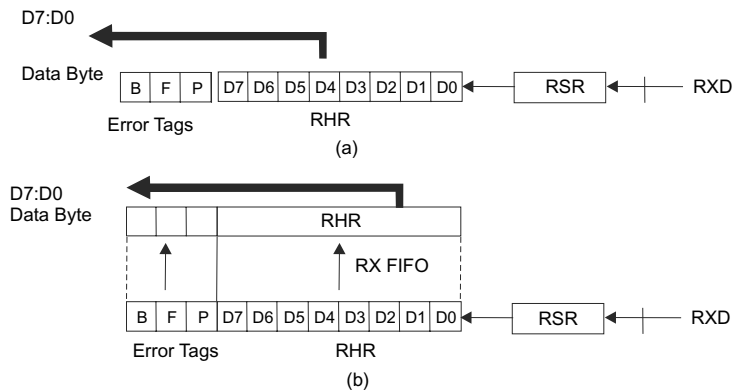 D7:D0
Data Byte
B F P D7 D6 D5 D4 D3 D2 D1 D0 RSR RXD
Error Tags RHR
(a)
D7:D0
Data Byte
RHR
RX FIFO
B F P D7 D6 D5 D4 D3 D2 D1 D0 RSR RXD
Error Tags RHR
(b)